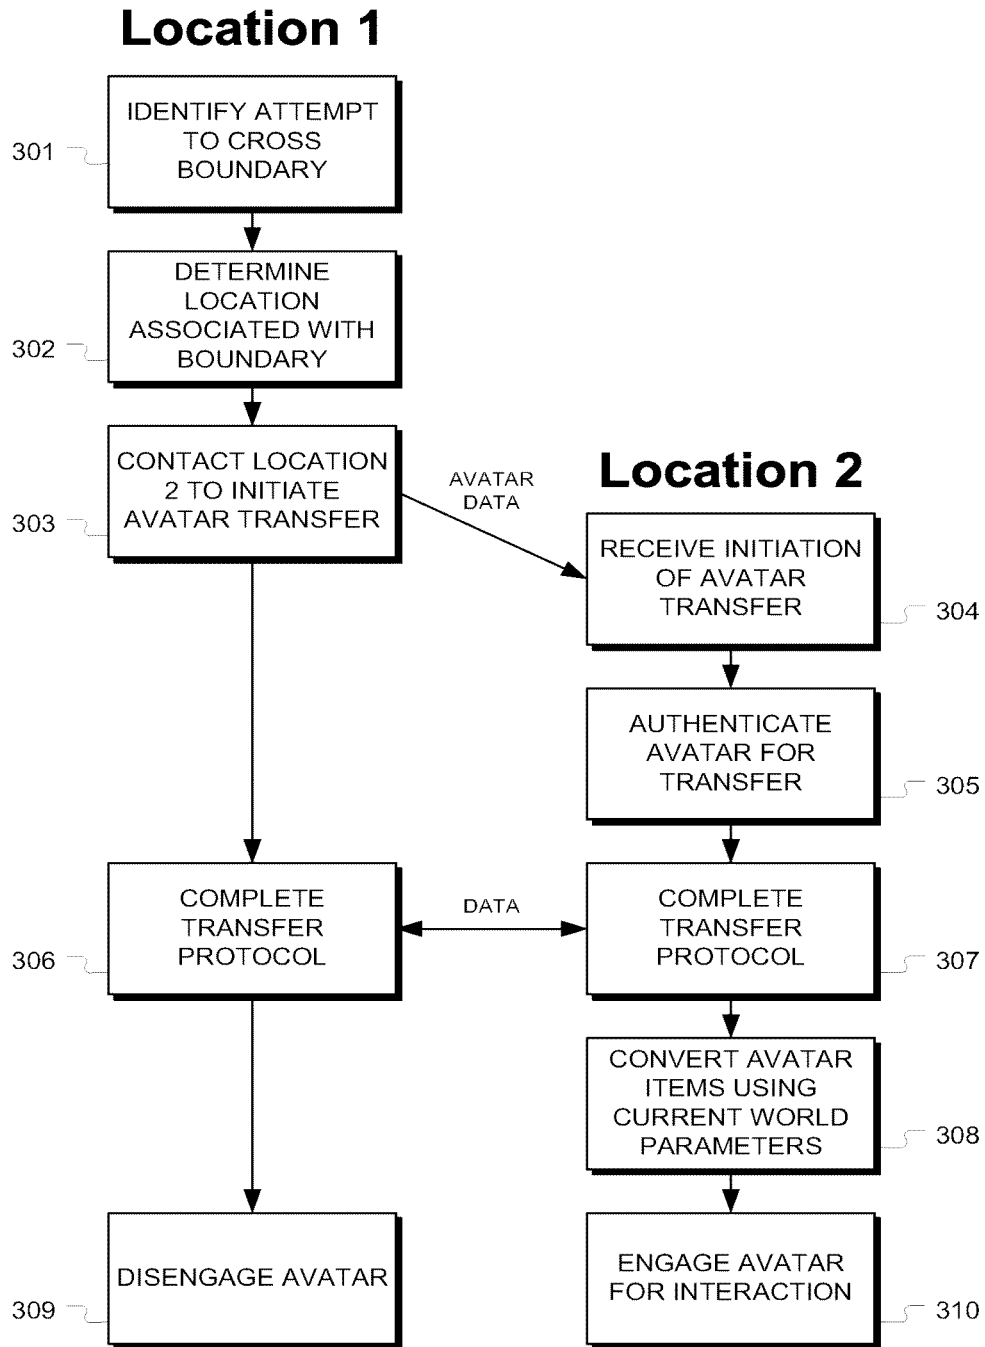 Location 1
IDENTIFY ATTEMPT
TO CROSS
BOUNDARY
301
DETERMINE
LOCATION
ASSOCIATED WITH
BOUNDARY
302
CONTACT LOCATION
2 TO INITIATE
AVATAR TRANSFER
303
AVATAR
DATA
Location 2
RECEIVE INITIATION
OF AVATAR
TRANSFER
304
AUTHENTICATE
AVATAR FOR
TRANSFER
305
COMPLETE
TRANSFER
PROTOCOL
306
DATA
COMPLETE
TRANSFER
PROTOCOL
307
CONVERT AVATAR
ITEMS USING
CURRENT WORLD
PARAMETERS
308
DISENGAGE AVATAR
309
ENGAGE AVATAR
FOR INTERACTION
310